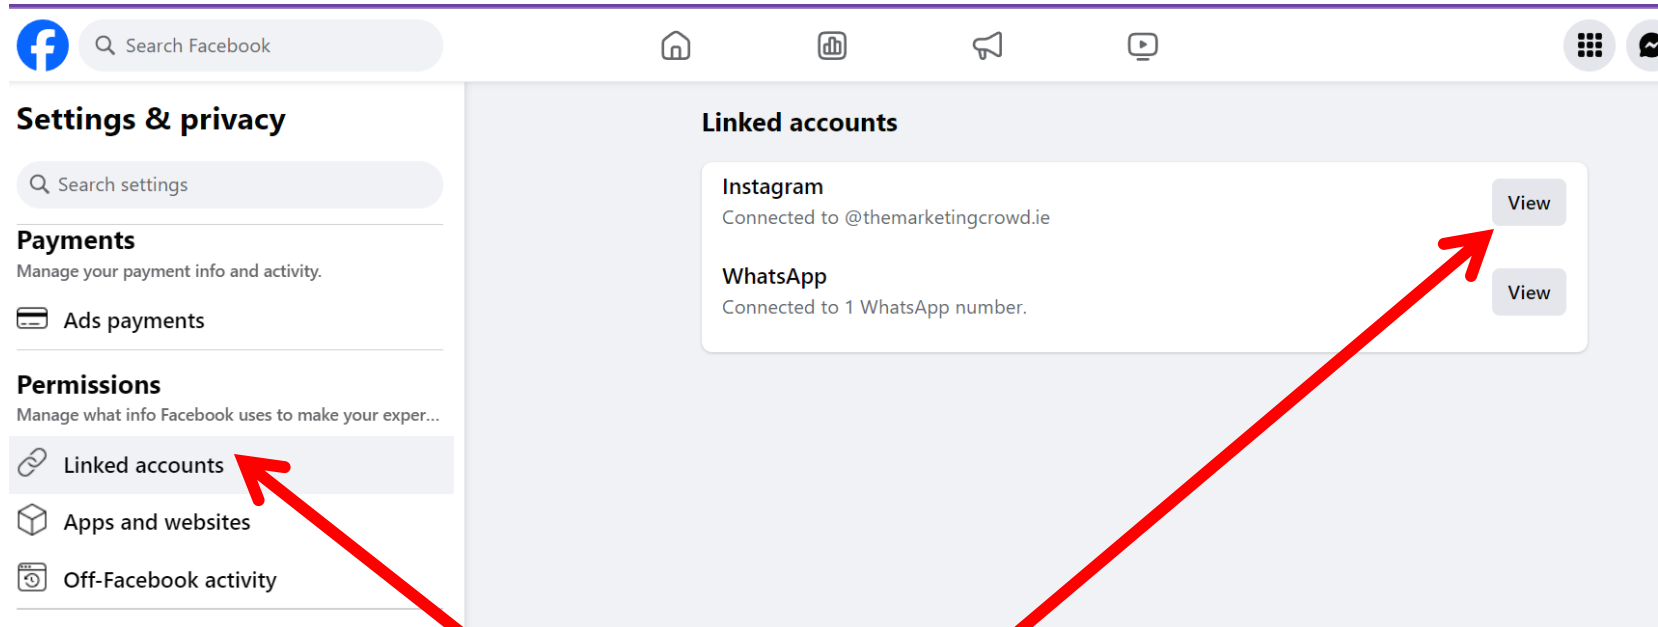 Search Facebook
Settings & privacy
Search settings
Payments
Manage your payment info and activity.
Ads payments
Permissions
Manage what info Facebook uses to make your exper...
Linked accounts
Apps and websites
Off-Facebook activity
Linked accounts
Instagram
Connected to @themarketingcrowd.ie
View
WhatsApp
Connected to 1 WhatsApp number.
View